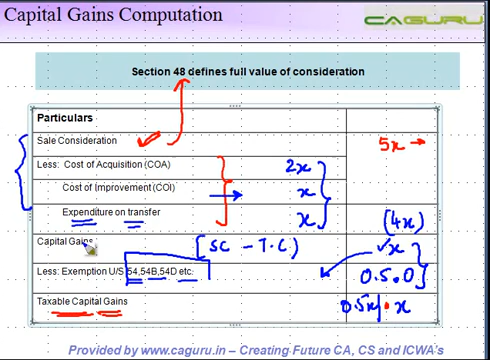 Capital Gains Computation
CAGURU
Section 48 defines full value of consideration
Particulars
Sale Consideration 5x
Less: Cost of Acquisition (COA) 2x
Cost of Improvement (COI) x
Expenditure on transfer x (4x)
Capital Gains [SC - T.C) x
Less: Exemption U/S 54,54B,54D etc: 0.5.0
Taxable Capital Gains 0.5x x
Provided by www.caguru.in – Creating Future CA, CS and ICWA's